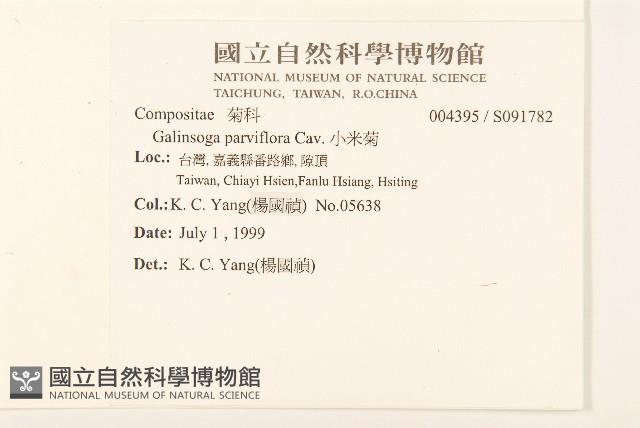 國立自然科學博物館
NATIONAL MUSEUM OF NATURAL SCIENCE
TAICHUNG, TAIWAN, R.O.CHINA
Compositae 菊科 004395 / S091782
Galinsoga parviflora Cav. 小米菊
Loc.: 台灣, 嘉義縣番路鄉, 隙頂
Taiwan, Chiayi Hsien,Fanlu Hsiang, Hsiting
Col.:K. C. Yang(楊國禎) No.05638
Date: July 1 , 1999
Det.: K. C. Yang(楊國禎)
國立自然科學博物館
NATIONAL MUSEUM OF NATURAL SCIENCE